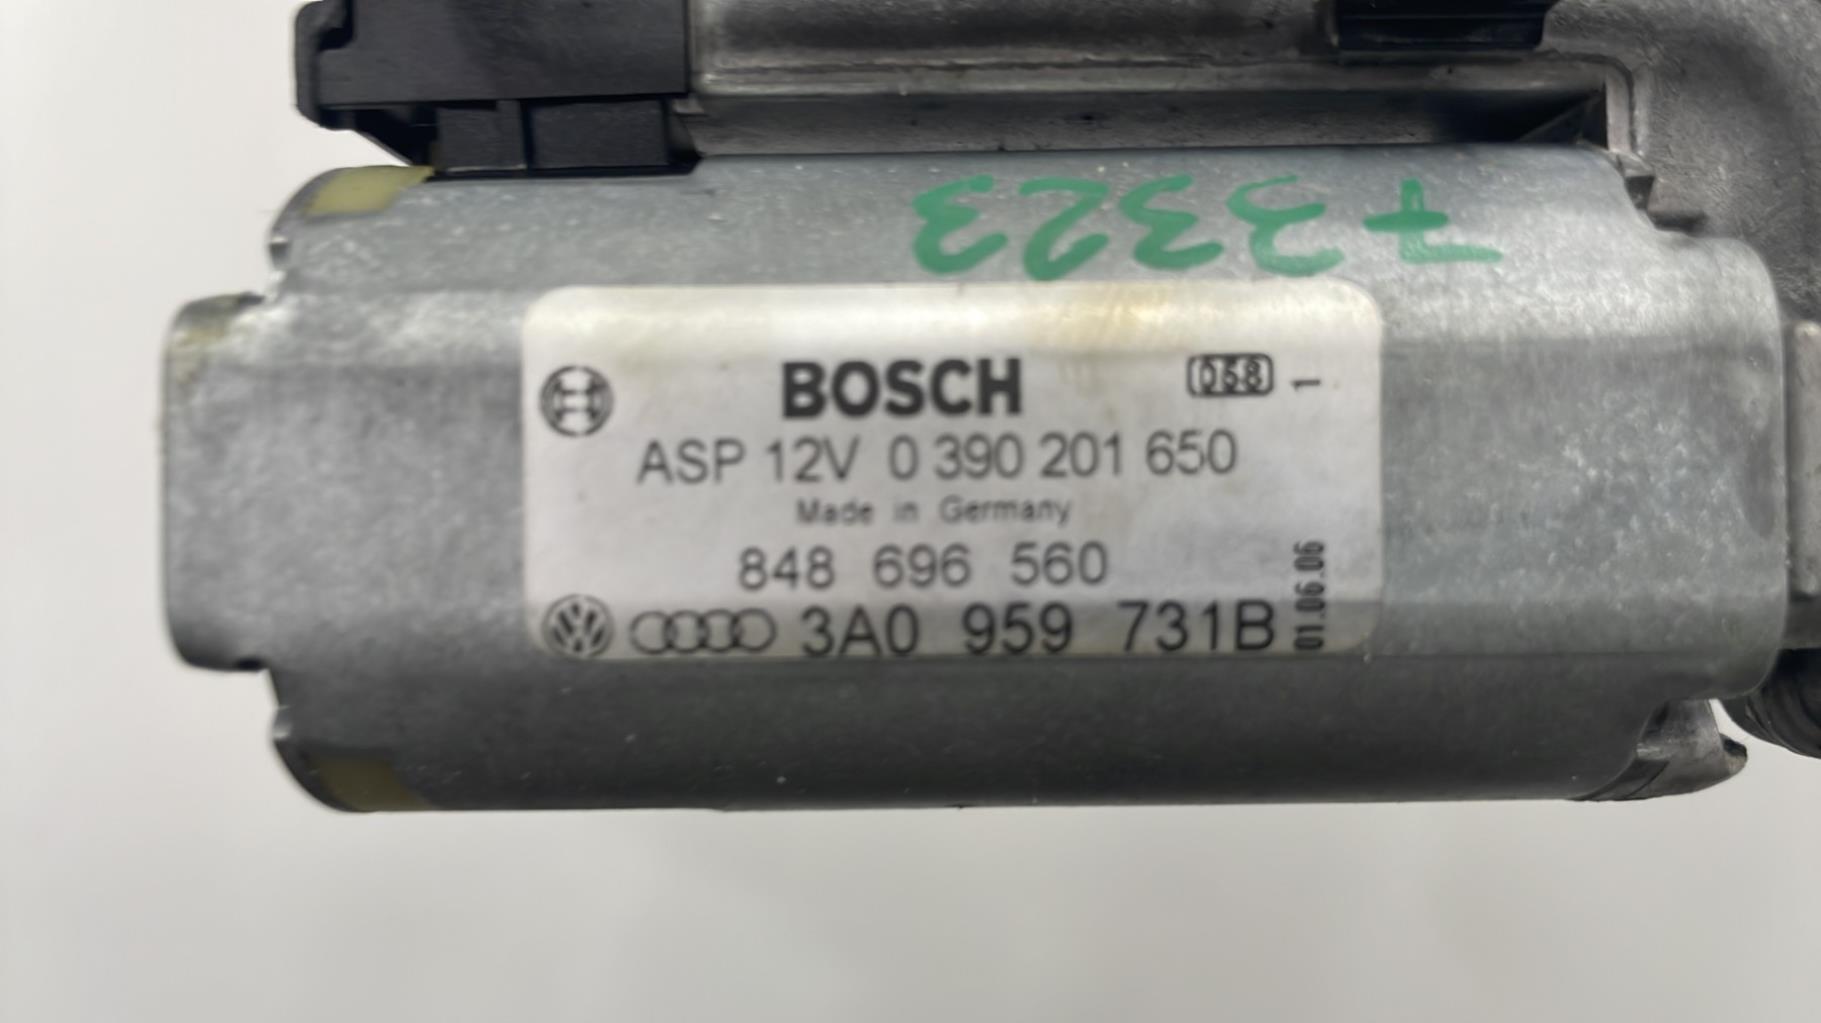 7323
BOSCH 058 1
ASP 12V 0 390 201 650
Made in Germany
848 696 560
3A0 959 731B
01.06.06